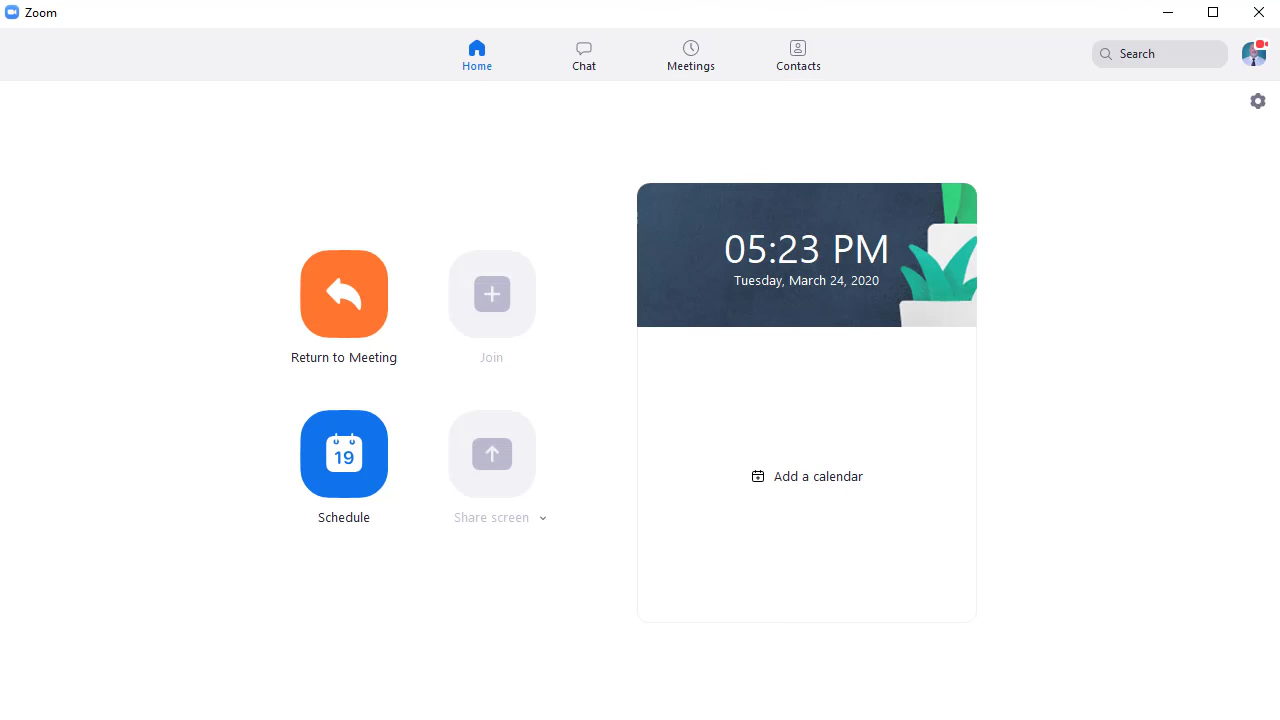 Zoom
Home
Chat
Meetings
Contacts
Search
05:23 PM
Tuesday, March 24, 2020
Return to Meeting
Join
19
Schedule
Share screen
Add a calendar